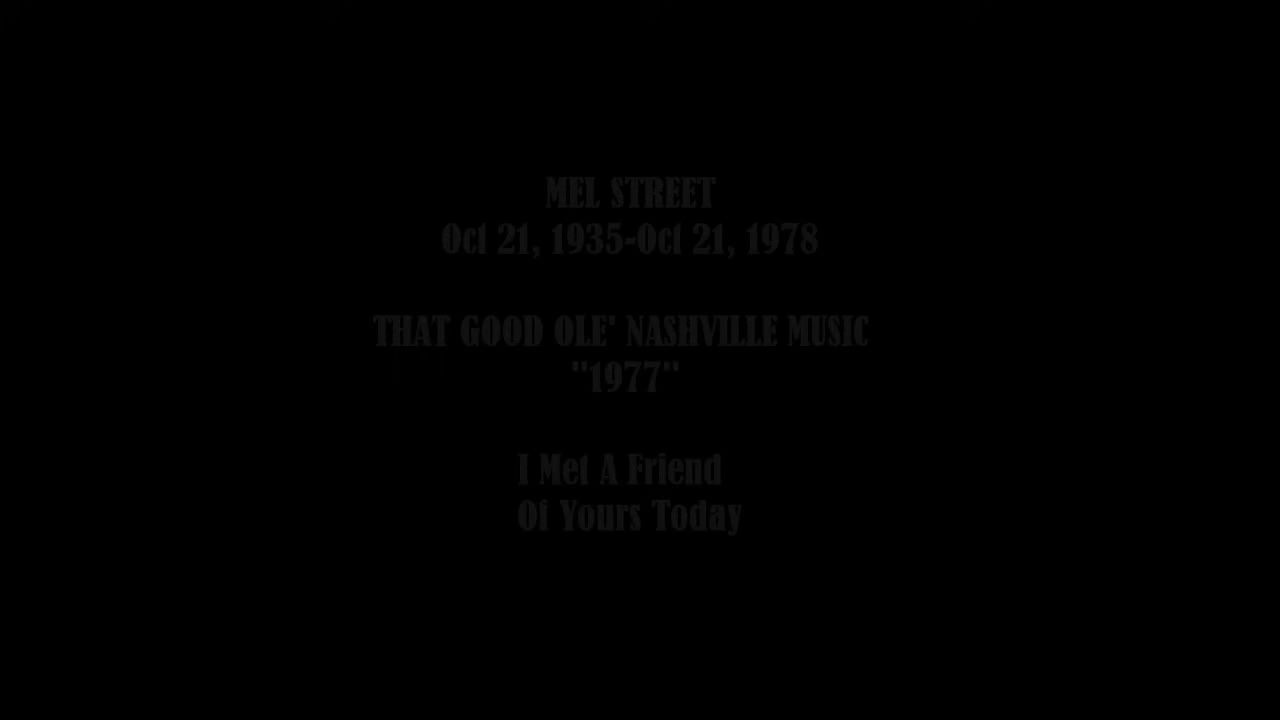 MEL STREET
Oct 21, 1935-Oct 21, 1978
THAT GOOD OLE' NASHVILLE MUSIC
"1977"
I Met A Friend
Of Yours Today